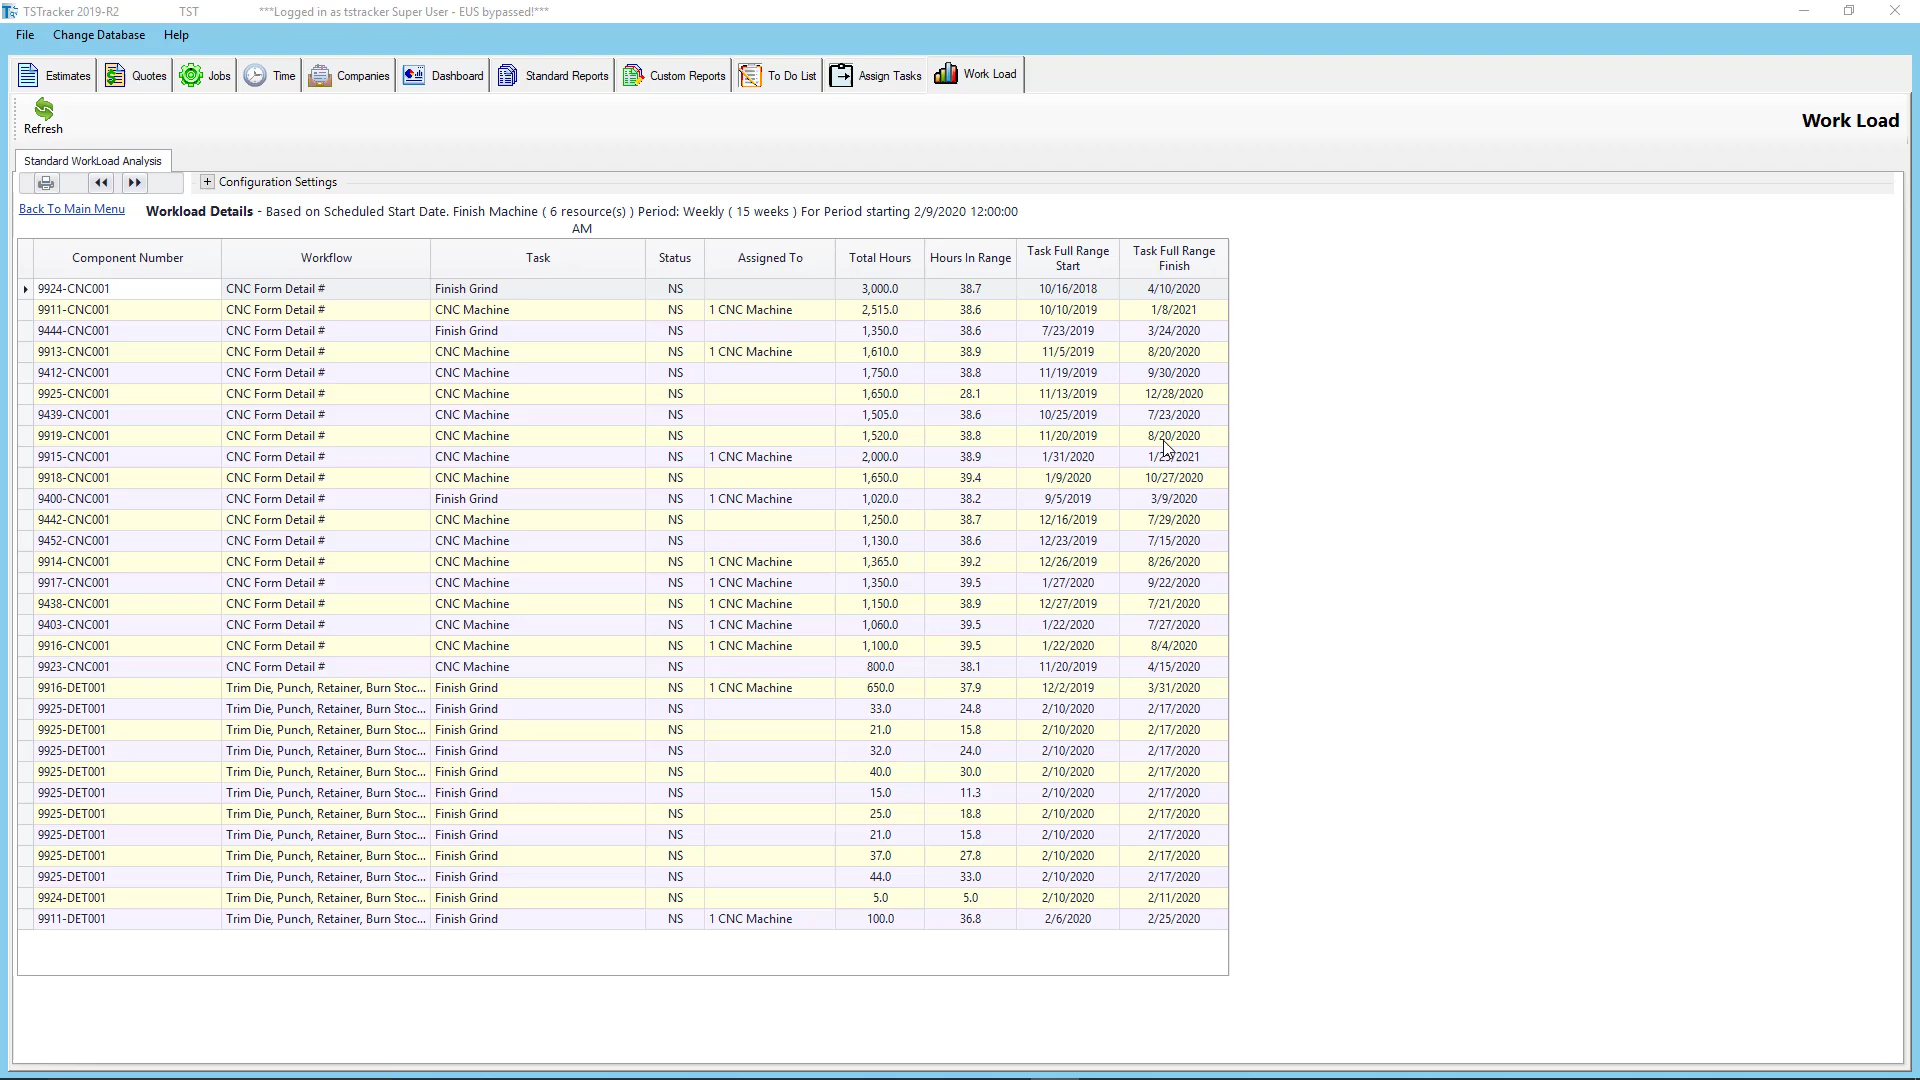 TSTracker 2019-R2 TST ***Logged in as tstracker Super User - EUS bypassed!***
File Change Database Help
Estimates Quotes Jobs Time Companies Dashboard Standard Reports Custom Reports To Do List Assign Tasks Work Load
Refresh
Work Load
Standard WorkLoad Analysis
+ Configuration Settings
Back To Main Menu Workload Details - Based on Scheduled Start Date. Finish Machine ( 6 resource(s) ) Period: Weekly ( 15 weeks ) For Period starting 2/9/2020 12:00:00
AM
Component Number Workflow Task Status Assigned To Total Hours Hours In Range Task Full Range Start Task Full Range Finish
9924-CNC001 CNC Form Detail # Finish Grind NS 3,000.0 38.7 10/16/2018 4/10/2020
9911-CNC001 CNC Form Detail # CNC Machine NS 1 CNC Machine 2,515.0 38.6 10/10/2019 1/8/2021
9444-CNC001 CNC Form Detail # Finish Grind NS 1,350.0 38.6 7/23/2019 3/24/2020
9913-CNC001 CNC Form Detail # CNC Machine NS 1 CNC Machine 1,610.0 38.9 11/5/2019 8/20/2020
9412-CNC001 CNC Form Detail # CNC Machine NS 1,750.0 38.8 11/19/2019 9/30/2020
9925-CNC001 CNC Form Detail # CNC Machine NS 1,650.0 28.1 11/13/2019 12/28/2020
9439-CNC001 CNC Form Detail # CNC Machine NS 1,505.0 38.6 10/25/2019 7/23/2020
9919-CNC001 CNC Form Detail # CNC Machine NS 1,520.0 38.8 11/20/2019 8/20/2020
9915-CNC001 CNC Form Detail # CNC Machine NS 1 CNC Machine 2,000.0 38.9 1/31/2020
9918-CNC001 CNC Form Detail # CNC Machine NS 1,650.0 39.4 1/9/2020 10/27/2020
9400-CNC001 CNC Form Detail # Finish Grind NS 1 CNC Machine 1,020.0 38.2 9/5/2019 3/9/2020
9442-CNC001 CNC Form Detail # CNC Machine NS 1,250.0 38.7 12/16/2019 7/29/2020
9452-CNC001 CNC Form Detail # CNC Machine NS 1,130.0 38.6 12/23/2019 7/15/2020
9914-CNC001 CNC Form Detail # CNC Machine NS 1 CNC Machine 1,365.0 39.2 12/26/2019 8/26/2020
9917-CNC001 CNC Form Detail # CNC Machine NS 1 CNC Machine 1,350.0 39.5 1/27/2020 9/22/2020
9438-CNC001 CNC Form Detail # CNC Machine NS 1 CNC Machine 1,150.0 38.9 12/27/2019 7/21/2020
9403-CNC001 CNC Form Detail # CNC Machine NS 1 CNC Machine 1,060.0 39.5 1/22/2020 7/27/2020
9916-CNC001 CNC Form Detail # CNC Machine NS 1 CNC Machine 1,100.0 39.5 1/22/2020 8/4/2020
9923-CNC001 CNC Form Detail # CNC Machine NS 800.0 38.1 11/20/2019 4/15/2020
9916-DET001 Trim Die, Punch, Retainer, Burn Stoc... Finish Grind NS 1 CNC Machine 650.0 37.9 12/2/2019 3/31/2020
9925-DET001 Trim Die, Punch, Retainer, Burn Stoc... Finish Grind NS 33.0 24.8 2/10/2020 2/17/2020
9925-DET001 Trim Die, Punch, Retainer, Burn Stoc... Finish Grind NS 21.0 15.8 2/10/2020 2/17/2020
9925-DET001 Trim Die, Punch, Retainer, Burn Stoc... Finish Grind NS 32.0 24.0 2/10/2020 2/17/2020
9925-DET001 Trim Die, Punch, Retainer, Burn Stoc... Finish Grind NS 40.0 30.0 2/10/2020 2/17/2020
9925-DET001 Trim Die, Punch, Retainer, Burn Stoc... Finish Grind NS 15.0 11.3 2/10/2020 2/17/2020
9925-DET001 Trim Die, Punch, Retainer, Burn Stoc... Finish Grind NS 25.0 18.8 2/10/2020 2/17/2020
9925-DET001 Trim Die, Punch, Retainer, Burn Stoc... Finish Grind NS 21.0 15.8 2/10/2020 2/17/2020
9925-DET001 Trim Die, Punch, Retainer, Burn Stoc... Finish Grind NS 37.0 27.8 2/10/2020 2/17/2020
9925-DET001 Trim Die, Punch, Retainer, Burn Stoc... Finish Grind NS 44.0 33.0 2/10/2020 2/17/2020
9924-DET001 Trim Die, Punch, Retainer, Burn Stoc... Finish Grind NS 5.0 5.0 2/10/2020 2/11/2020
9911-DET001 Trim Die, Punch, Retainer, Burn Stoc... Finish Grind NS 1 CNC Machine 100.0 36.8 2/6/2020 2/25/2020